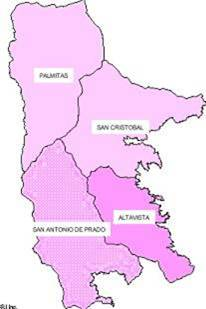 PALMITAS
SAN CRISTOBAL
ALTAVISTA
SAN ANTONIO DE PRADO